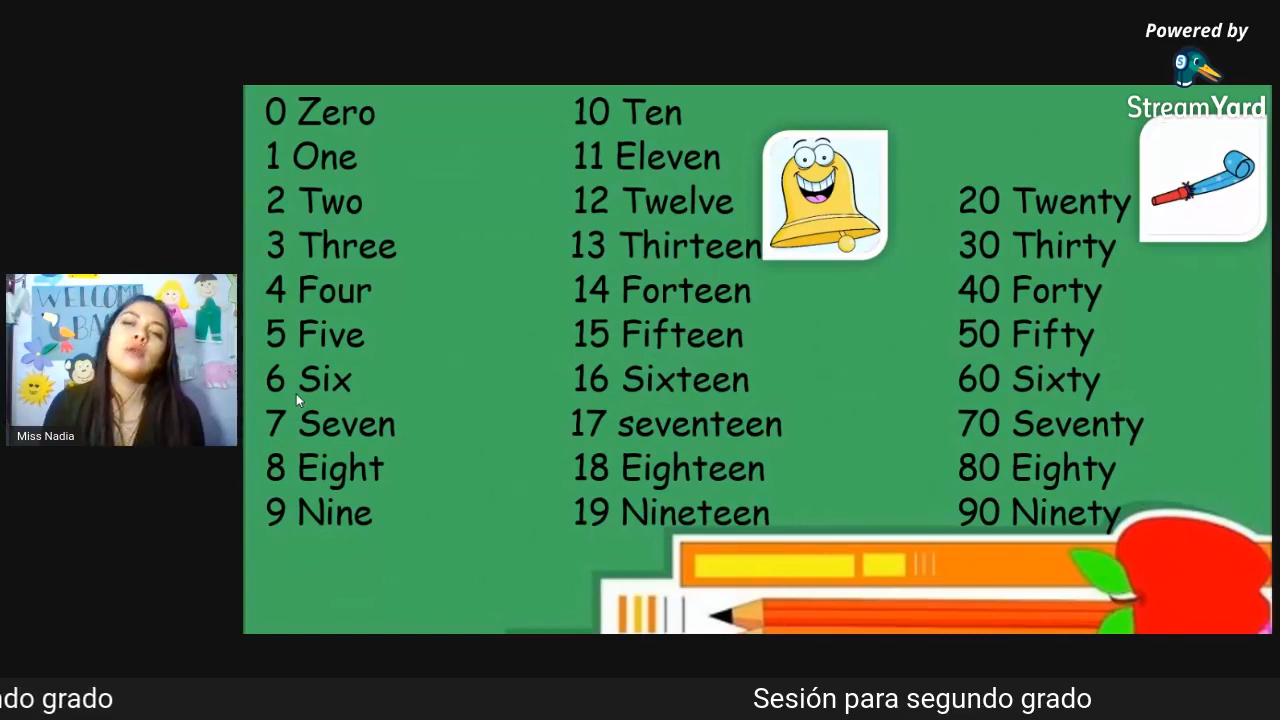 Powered by
StreamYard
0 Zero
1 One
2 Two
3 Three
4 Four
5 Five
6 Six
7 Seven
8 Eight
9 Nine
10 Ten
11 Eleven
12 Twelve
13 Thirteen
14 Forteen
15 Fifteen
16 Sixteen
17 seventeen
18 Eighteen
19 Nineteen
20 Twenty
30 Thirty
40 Forty
50 Fifty
60 Sixty
70 Seventy
80 Eighty
90 Ninety
WELCOME
BA
Miss Nadia
do grado
Sesión para segundo grado